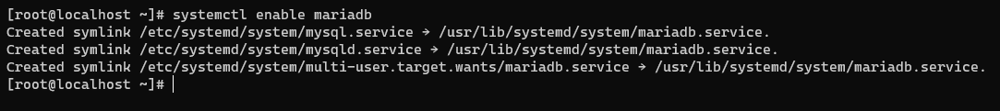 [root@localhost ~]# systemctl enable mariadb
Created symlink /etc/systemd/system/mysql.service → /usr/lib/systemd/system/mariadb.service.
Created symlink /etc/systemd/system/mysqld.service → /usr/lib/systemd/system/mariadb.service.
Created symlink /etc/systemd/system/multi-user.target.wants/mariadb.service → /usr/lib/systemd/system/mariadb.service.
[root@localhost ~]#